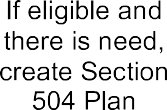 If eligible and
there is need,
create Section
504 Plan